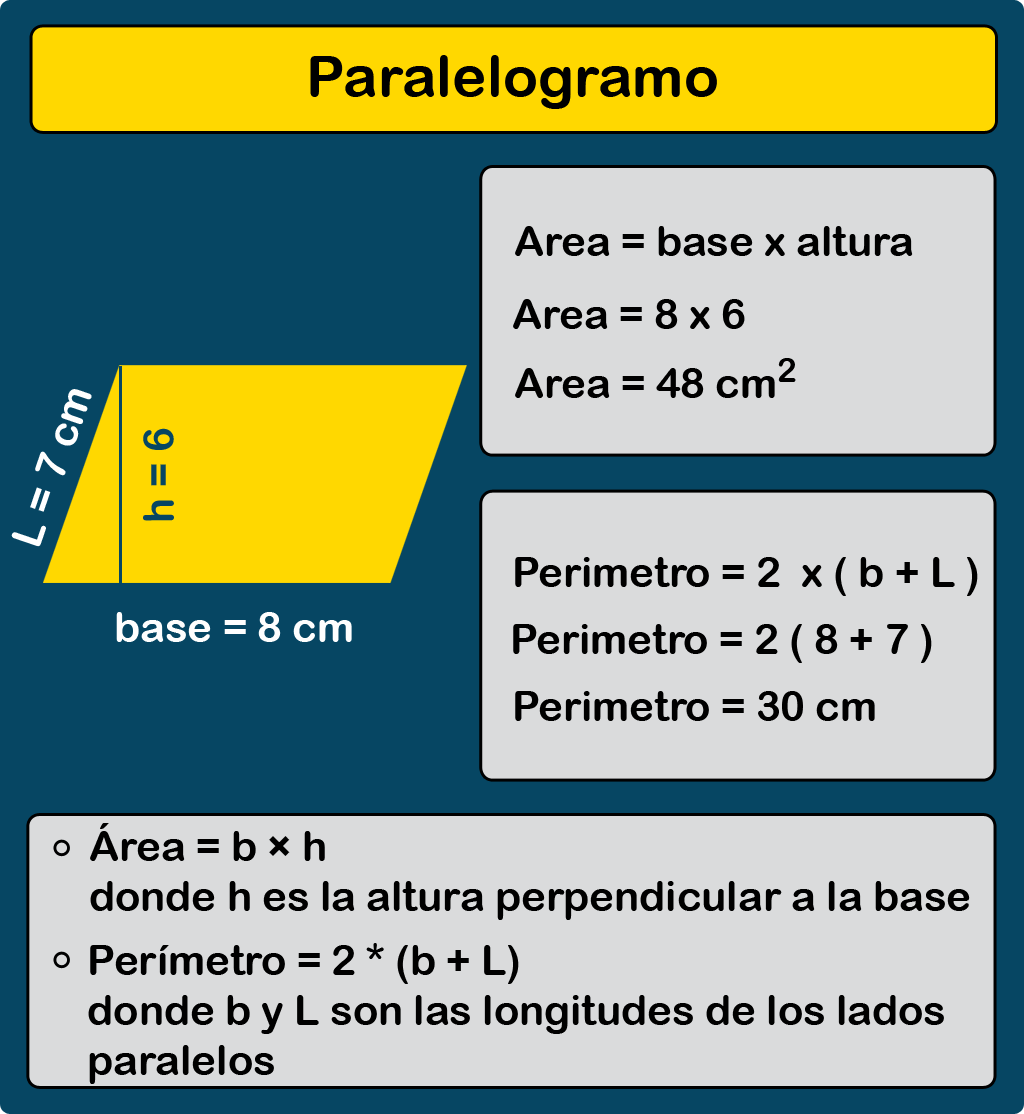 Paralelogramo
Area = base x altura
Area = 8 x 6
Area = 48 cm²
L = 7 cm
h = 6
base = 8 cm
Perimetro = 2 x ( b + L )
Perimetro = 2 ( 8 + 7 )
Perimetro = 30 cm
Área = b × h
donde h es la altura perpendicular a la base
Perímetro = 2 * (b + L)
donde b y L son las longitudes de los lados
paralelos